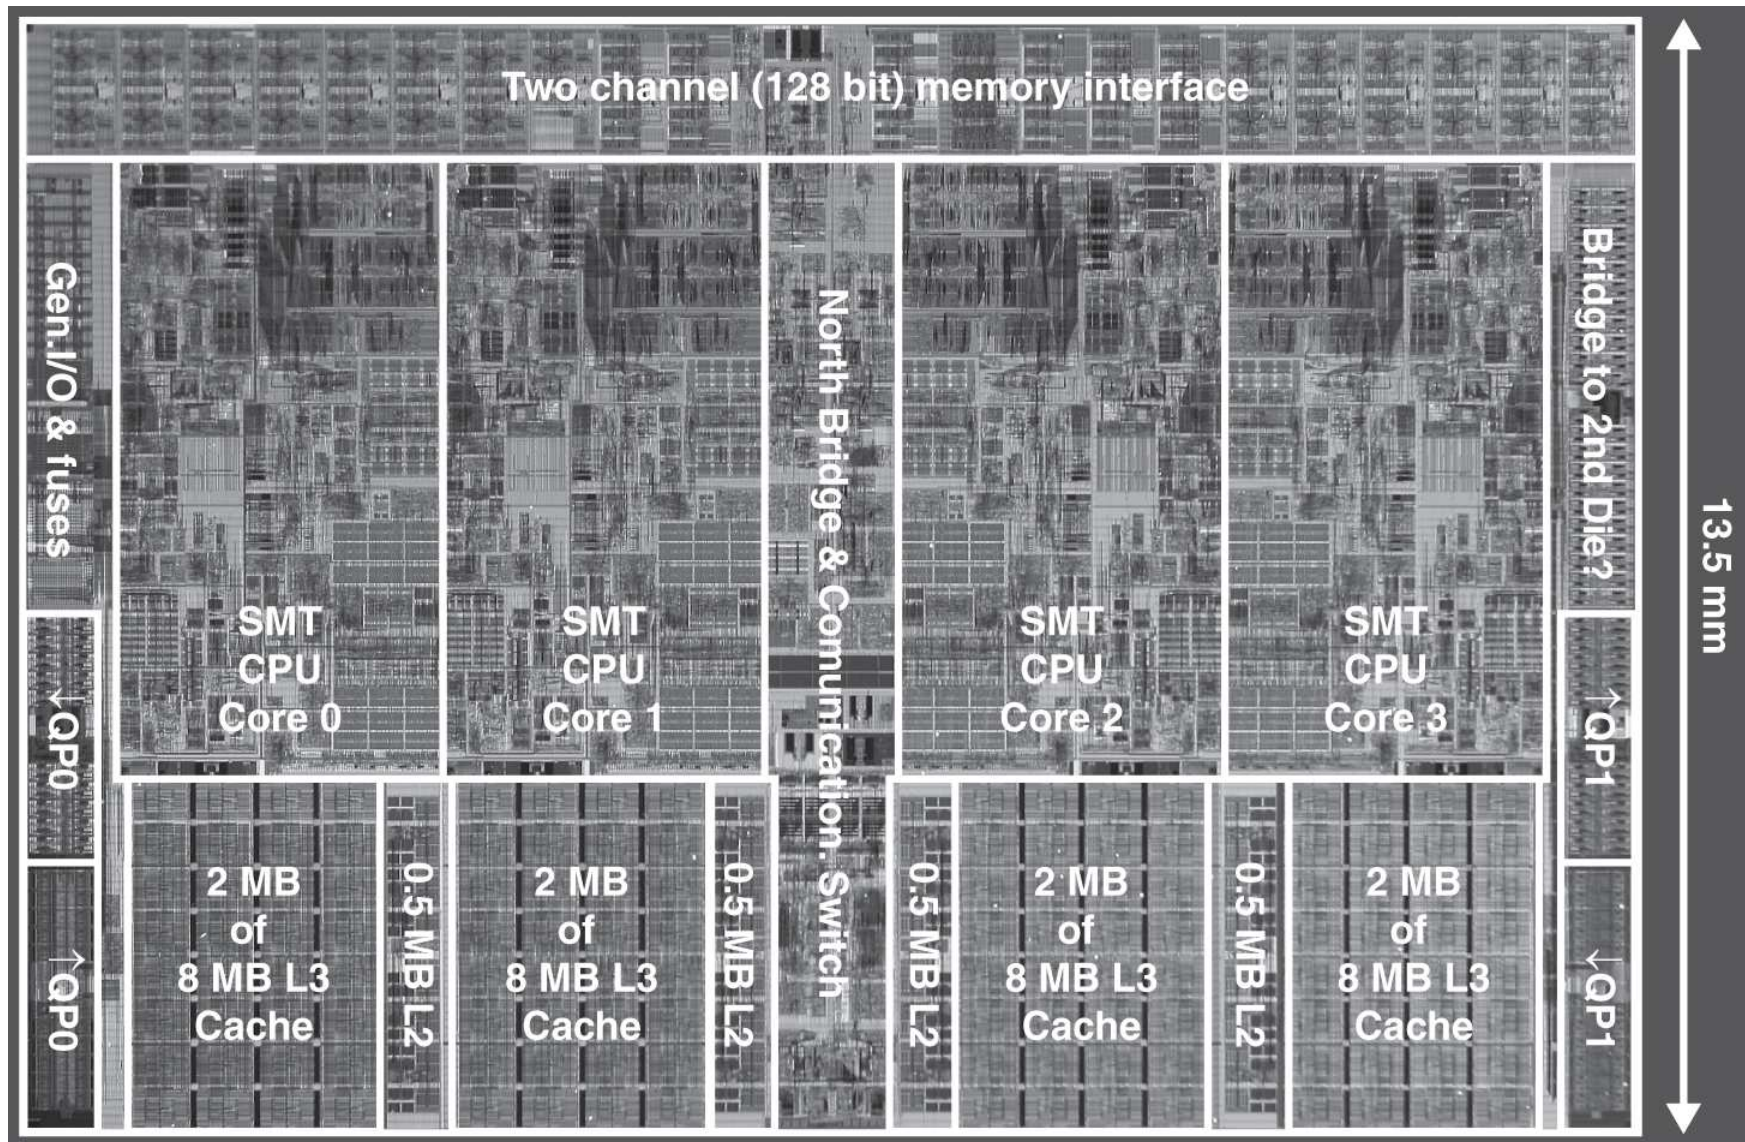 Two channel (128 bit) memory interface
Gen.I/O & fuses
SMT
CPU
Core 0
SMT
CPU
Core 1
North Bridge & Communication. Switch
SMT
CPU
Core 2
SMT
CPU
Core 3
Bridge to 2nd Die?
13.5 mm
↓QP0
↑QP0
2 MB
of
8 MB L3
Cache
0.5 MB L2
2 MB
of
8 MB L3
Cache
0.5 MB L2
0.5 MB L2
2 MB
of
8 MB L3
Cache
0.5 MB L2
2 MB
of
8 MB L3
Cache
↑QP1
↓QP1